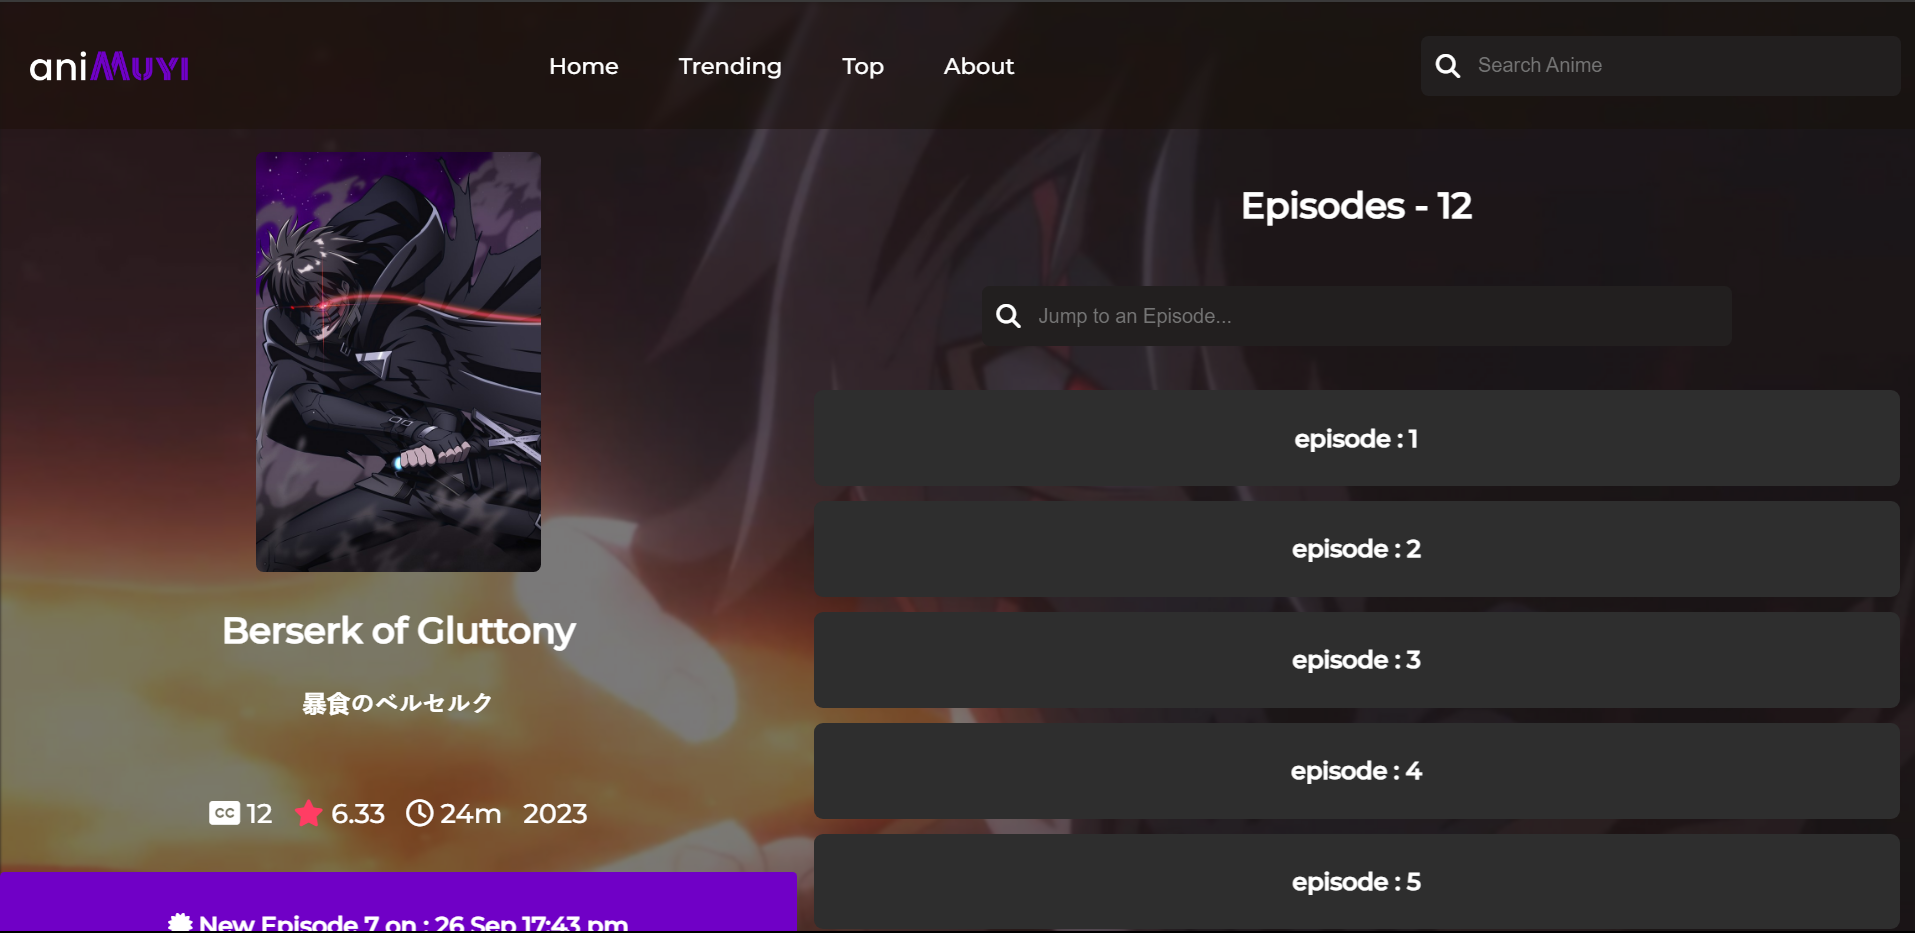 aniMUYI
Home Trending Top About
Search Anime
Berserk of Gluttony
暴食のベルセルク
CC 12 6.33 24m 2023
New Episode 7 on : 26 Sep 17:43 pm
Episodes - 12
Jump to an Episode...
episode : 1
episode : 2
episode : 3
episode : 4
episode : 5